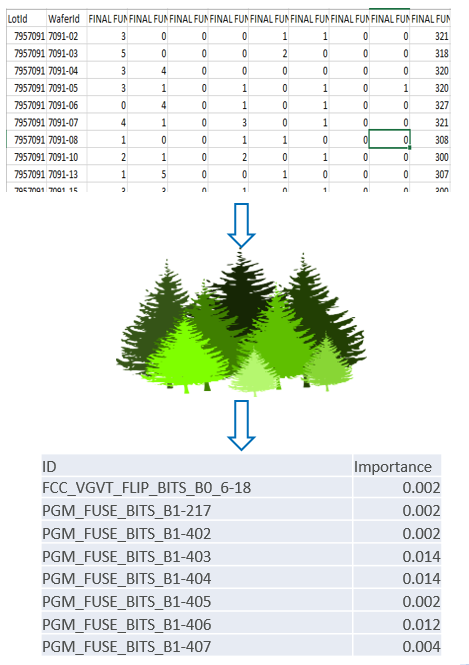 LotId WaferId FINAL FUN FINAL FUN FINAL FUN FINAL FUN FINAL FUN FINAL FUN FINAL FUN FINAL FUN FINAL FUN
7957091 7091-02 3 0 0 0 1 1 0 0 321
7957091 7091-03 5 0 0 0 2 0 0 0 318
7957091 7091-04 3 4 0 0 0 0 0 0 320
7957091 7091-05 3 1 0 1 0 1 0 1 320
7957091 7091-06 0 4 0 1 0 1 0 0 327
7957091 7091-07 4 1 0 3 0 1 0 0 321
7957091 7091-08 1 0 0 1 1 0 0 0 308
7957091 7091-10 2 1 0 2 0 1 0 0 300
7957091 7091-13 1 5 0 0 1 0 0 0 307
7957091 7091-15
ID Importance
FCC_VGVT_FLIP_BITS_B0_6-18 0.002
PGM_FUSE_BITS_B1-217 0.002
PGM_FUSE_BITS_B1-402 0.002
PGM_FUSE_BITS_B1-403 0.014
PGM_FUSE_BITS_B1-404 0.014
PGM_FUSE_BITS_B1-405 0.002
PGM_FUSE_BITS_B1-406 0.012
PGM_FUSE_BITS_B1-407 0.004